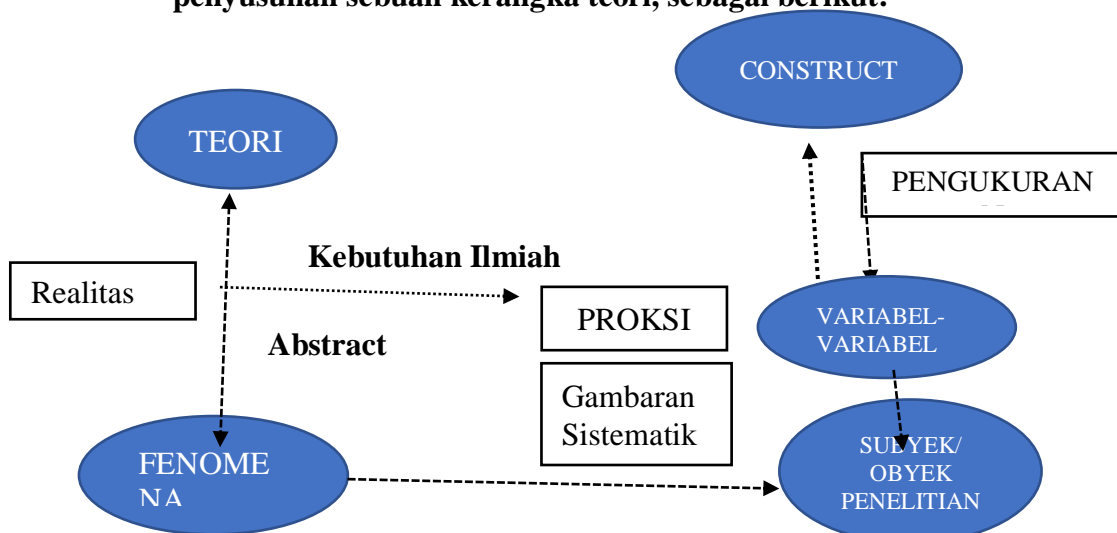 penyusunan sebuah kerangka teori, sebagai berikut:
CONSTRUCT
TEORI
PENGUKURAN
Kebutuhan Ilmiah
Realitas
PROKSI
VARIABEL-
VARIABEL
Abstract
Gambaran
Sistematik
FENOME
NA
SUBYEK/
OBYEK
PENELITIAN